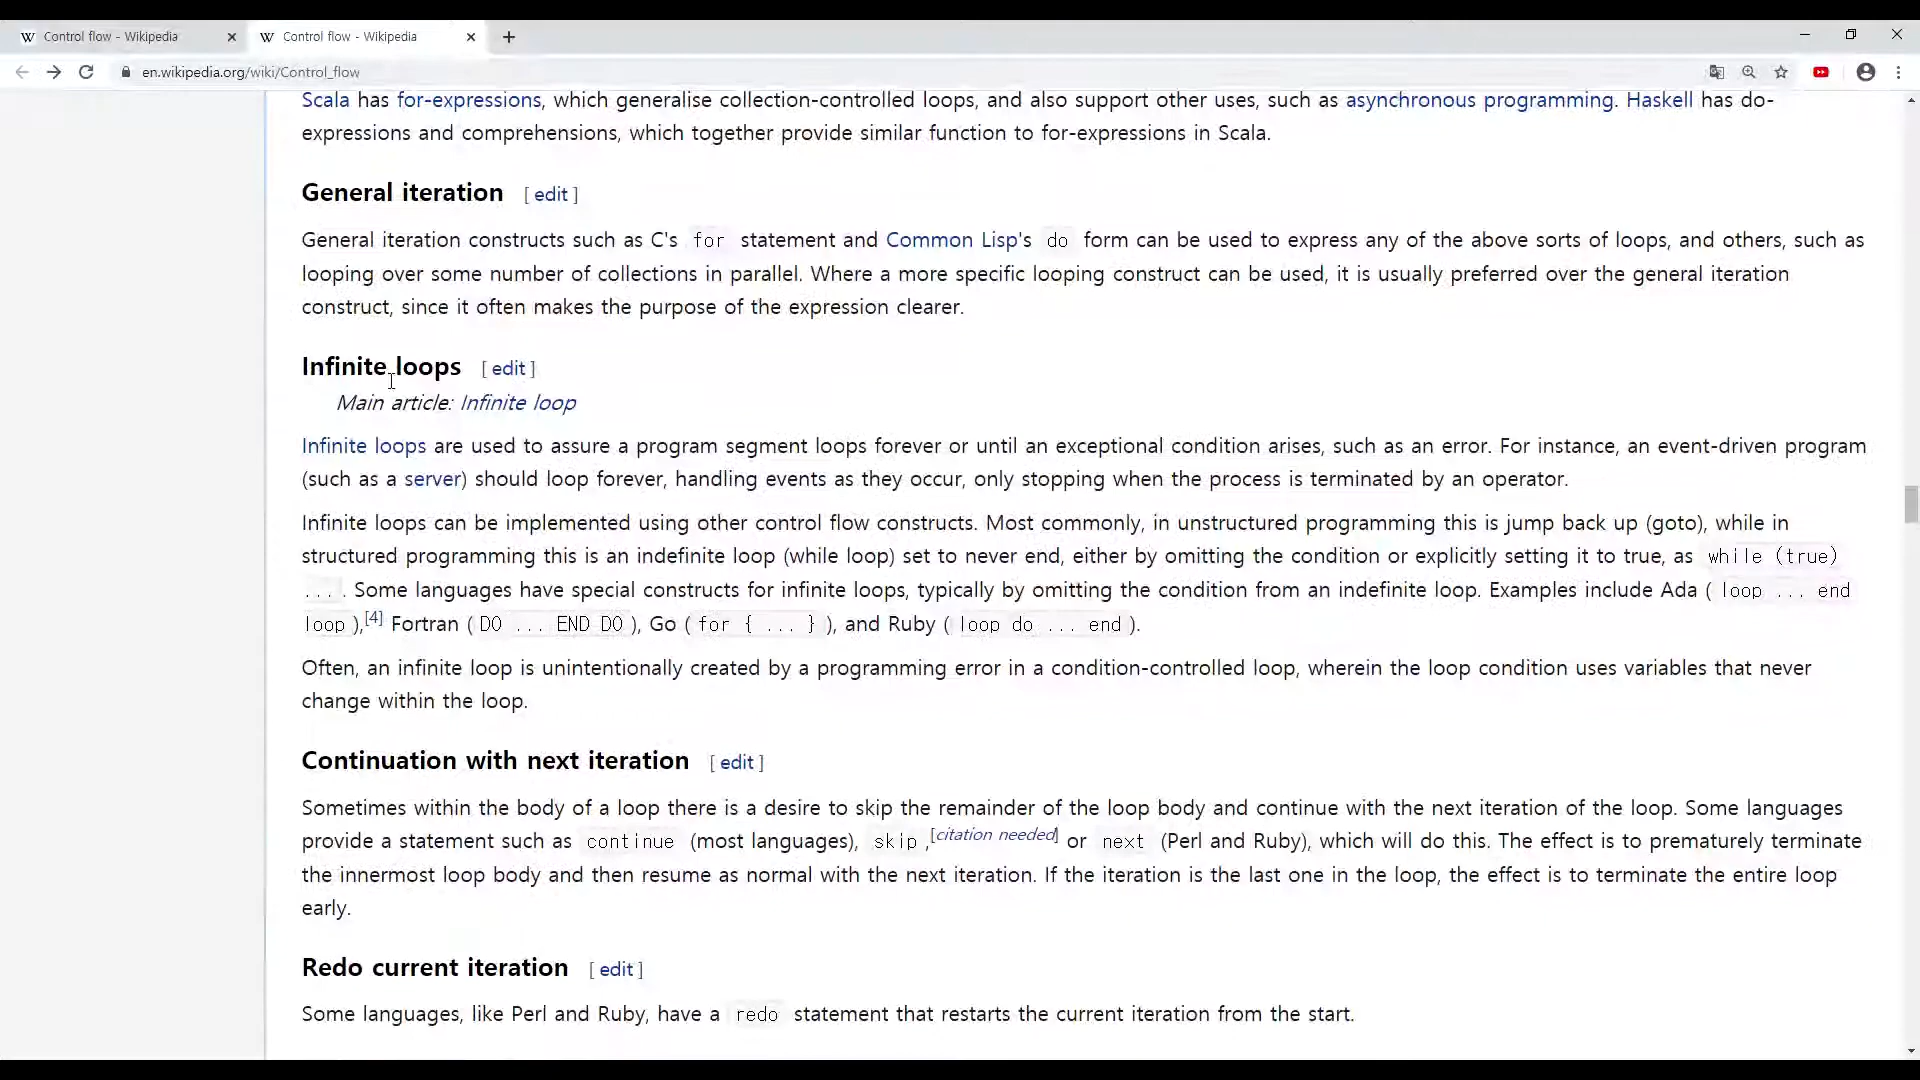 Control flow - Wikipedia
Control flow - Wikipedia
en.wikipedia.org/wiki/Control_flow
Scala has for-expressions, which generalise collection-controlled loops, and also support other uses, such as asynchronous programming. Haskell has do-
expressions and comprehensions, which together provide similar function to for-expressions in Scala.
General iteration [ edit ]
General iteration constructs such as C's for statement and Common Lisp's do form can be used to express any of the above sorts of loops, and others, such as
looping over some number of collections in parallel. Where a more specific looping construct can be used, it is usually preferred over the general iteration
construct, since it often makes the purpose of the expression clearer.
Infinite loops [ edit ]
Main article: Infinite loop
Infinite loops are used to assure a program segment loops forever or until an exceptional condition arises, such as an error. For instance, an event-driven program
(such as a server) should loop forever, handling events as they occur, only stopping when the process is terminated by an operator.
Infinite loops can be implemented using other control flow constructs. Most commonly, in unstructured programming this is jump back up (goto), while in
structured programming this is an indefinite loop (while loop) set to never end, either by omitting the condition or explicitly setting it to true, as while (true)
.... Some languages have special constructs for infinite loops, typically by omitting the condition from an indefinite loop. Examples include Ada ( loop ... end
loop ),[4] Fortran ( DO ... END DO ), Go ( for { ... } ), and Ruby ( loop do ... end ).
Often, an infinite loop is unintentionally created by a programming error in a condition-controlled loop, wherein the loop condition uses variables that never
change within the loop.
Continuation with next iteration [ edit ]
Sometimes within the body of a loop there is a desire to skip the remainder of the loop body and continue with the next iteration of the loop. Some languages
provide a statement such as continue (most languages), skip ,[citation needed] or next (Perl and Ruby), which will do this. The effect is to prematurely terminate
the innermost loop body and then resume as normal with the next iteration. If the iteration is the last one in the loop, the effect is to terminate the entire loop
early.
Redo current iteration [ edit ]
Some languages, like Perl and Ruby, have a redo statement that restarts the current iteration from the start.